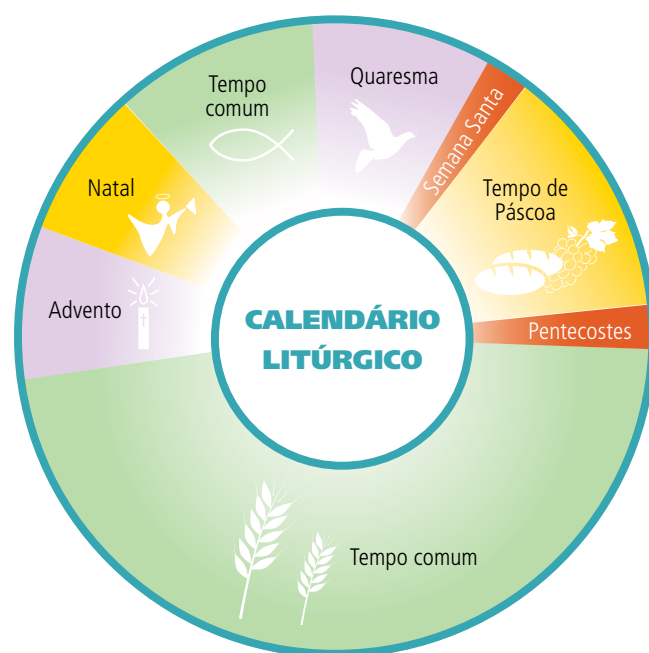 CALENDÁRIO
LITÚRGICO
Advento
Natal
Tempo
comum
Quaresma
Semana Santa
Tempo de
Páscoa
Pentecostes
Tempo comum